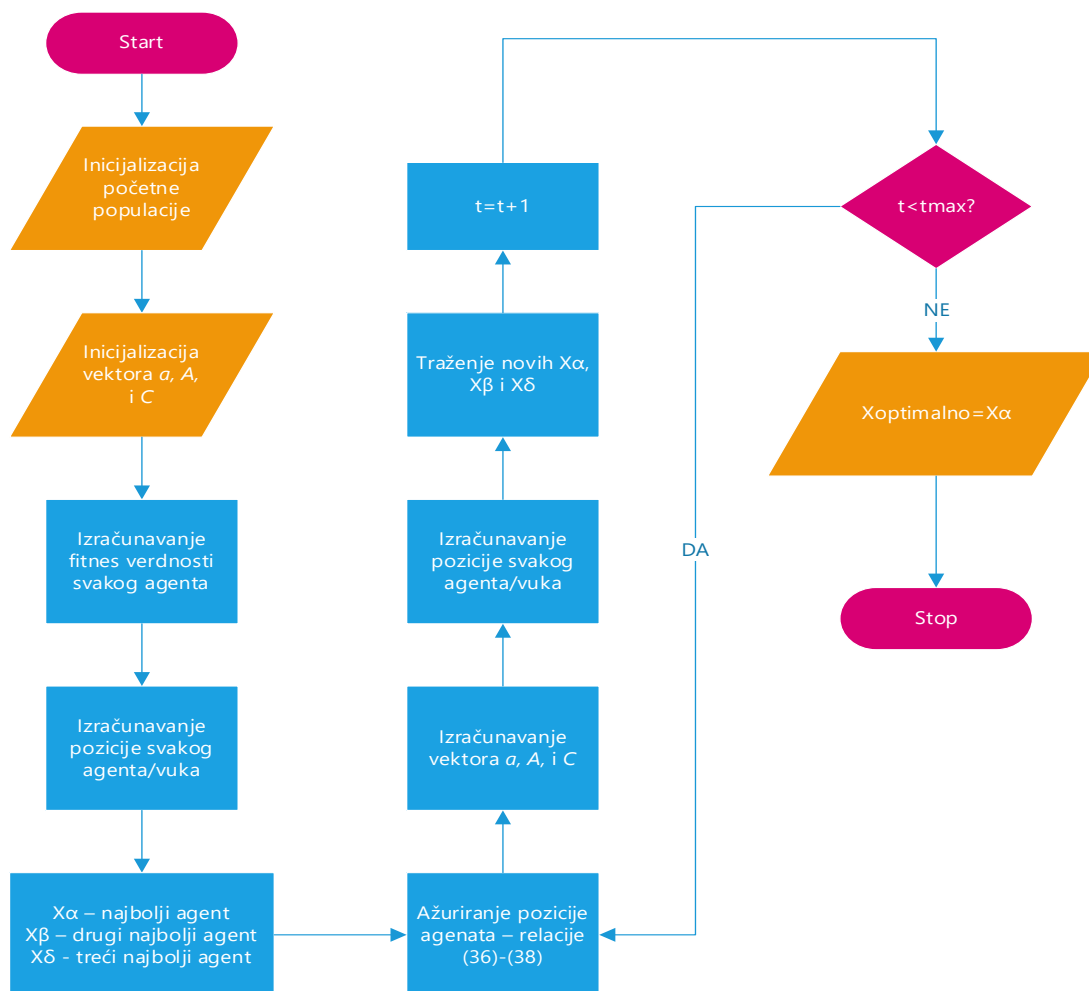 Start
Inicijalizacija
početne
populacije
Inicijalizacija
vektora a, A,
i C
Izračunavanje
fitnes verdnosti
svakog agenta
Izračunavanje
pozicije svakog
agenta/vuka
Xα – najbolji agent
Xβ – drugi najbolji agent
Xδ - treći najbolji agent
Ažuriranje pozicije
agenata – relacije
(36)-(38)
Izračunavanje
vektora a, A, i C
Izračunavanje
pozicije svakog
agenta/vuka
Traženje novih Xα,
Xβ i Xδ
t=t+1
t<tmax?
DA
NE
Xoptimalno=Xα
Stop